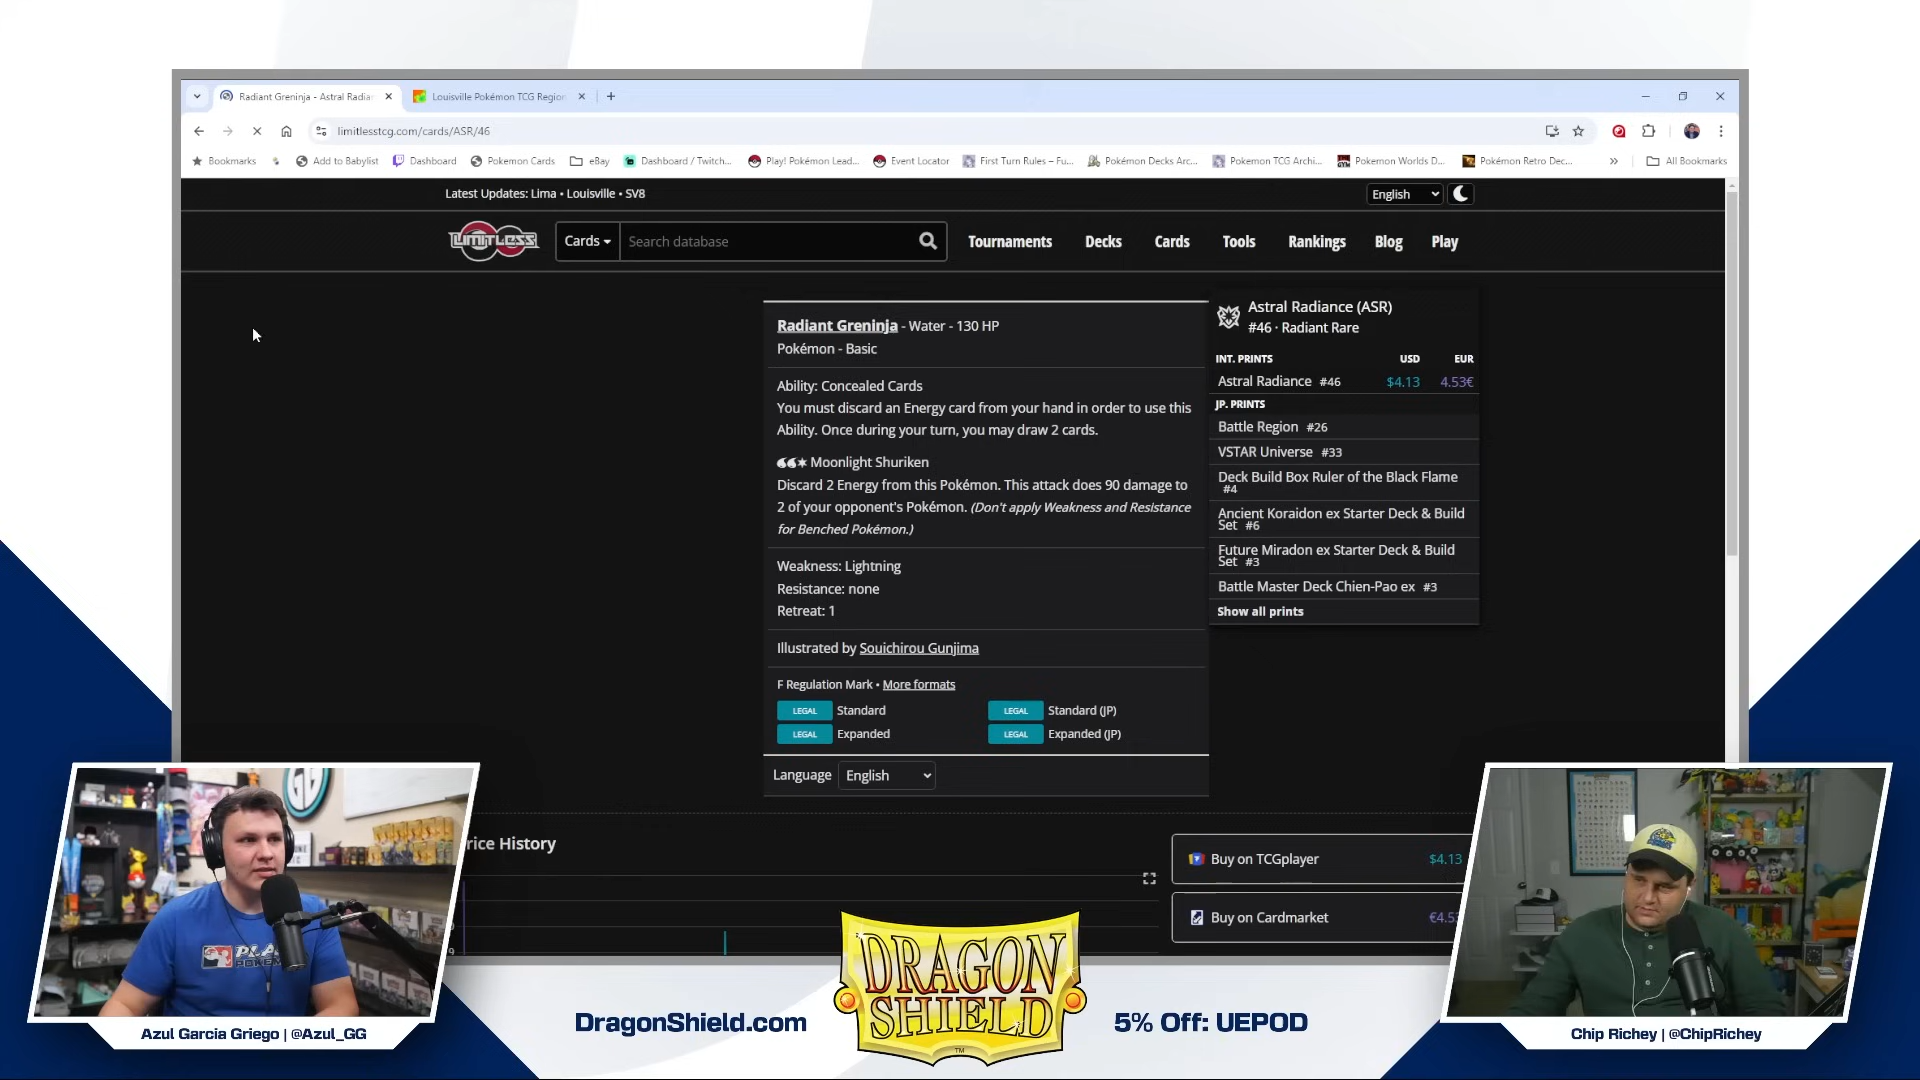 Radiant Greninja - Astral Radia
Louisville Pokémon TCG Region
limitlesstcg.com/cards/ASR/46
Bookmarks
Add to Babylist
Dashboard
Pokemon Cards
eBay
Dashboard / Twitch...
Play! Pokémon Lead...
Event Locator
First Turn Rules – Fu...
Pokémon Decks Arc...
Pokemon TCG Archi...
Pokemon Worlds D...
Pokémon Retro Dec...
All Bookmarks
Latest Updates: Lima • Louisville • SV8
English
LIMITLESS
Cards
Search database
Tournaments
Decks
Cards
Tools
Rankings
Blog
Play
Radiant Greninja - Water - 130 HP
Pokémon - Basic
Ability: Concealed Cards
You must discard an Energy card from your hand in order to use this
Ability. Once during your turn, you may draw 2 cards.
Moonlight Shuriken
Discard 2 Energy from this Pokémon. This attack does 90 damage to
2 of your opponent's Pokémon. (Don't apply Weakness and Resistance
for Benched Pokémon.)
Weakness: Lightning
Resistance: none
Retreat: 1
Illustrated by Souichirou Gunjima
F Regulation Mark • More formats
LEGAL Standard
LEGAL Standard (JP)
LEGAL Expanded
LEGAL Expanded (JP)
Language English
Astral Radiance (ASR)
#46 · Radiant Rare
INT. PRINTS USD EUR
Astral Radiance #46 $4.13 4.53€
JP. PRINTS
Battle Region #26
VSTAR Universe #33
Deck Build Box Ruler of the Black Flame
#4
Ancient Koraidon ex Starter Deck & Build
Set #6
Future Miradon ex Starter Deck & Build
Set #3
Battle Master Deck Chien-Pao ex #3
Show all prints
rice History
Buy on TCGplayer $4.13
Buy on Cardmarket €4.5
DRAGON
SHIELD
TM
DragonShield.com
5% Off: UEPOD
Azul Garcia Griego | @Azul_GG
Chip Richey | @ChipRichey